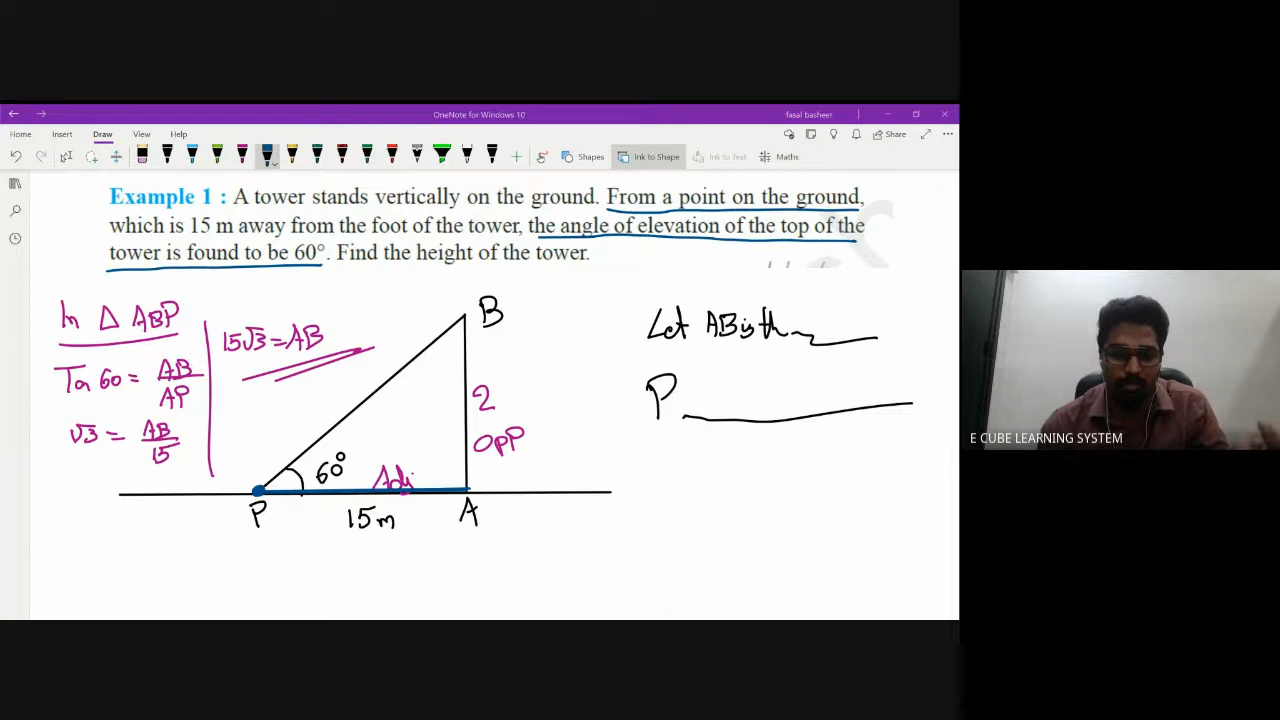 OneNote for Windows 10
fasal basheer
Home Insert Draw View Help
Share
Shapes Ink to Shape Ink to Text Maths
Example 1 : A tower stands vertically on the ground. From a point on the ground,
which is 15 m away from the foot of the tower, the angle of elevation of the top of the
tower is found to be 60°. Find the height of the tower.
In Δ ABP
Tan 60 = AB/AP
√3 = AB/15
15√3 = AB
B
2
OPP
60°
Adj
P
15m
A
Let AB is th
P
E CUBE LEARNING SYSTEM